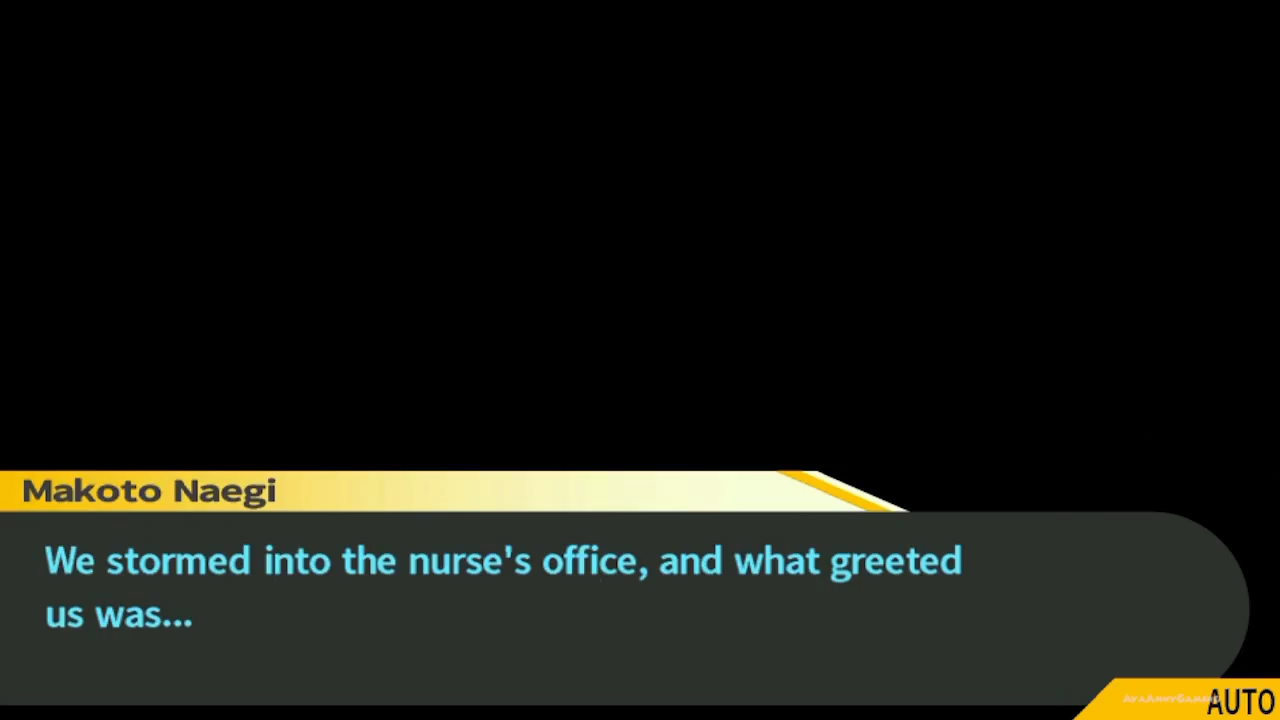 Makoto Naegi
We stormed into the nurse's office, and what greeted
us was...
AUTO